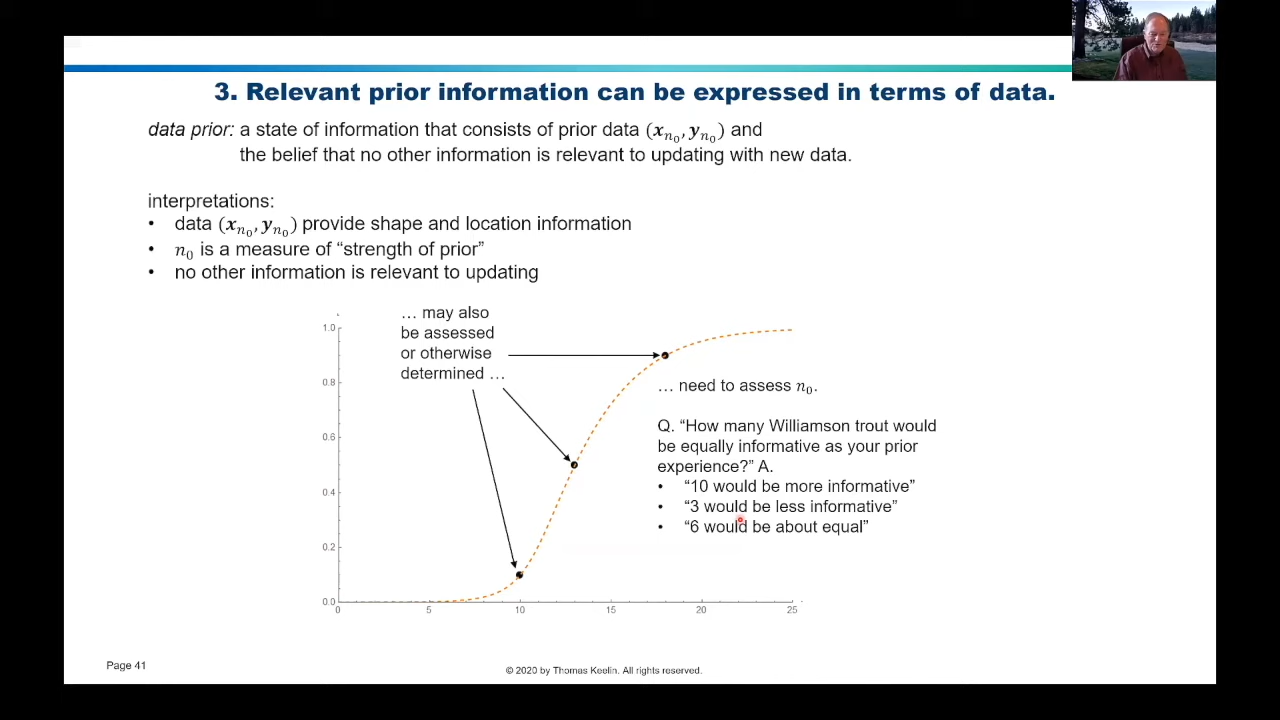 3. Relevant prior information can be expressed in terms of data.
data prior: a state of information that consists of prior data (xₙ₀, yₙ₀) and
the belief that no other information is relevant to updating with new data.
interpretations:
• data (xₙ₀, yₙ₀) provide shape and location information
• n₀ is a measure of “strength of prior”
• no other information is relevant to updating
… may also
be assessed
or otherwise
determined …
1.0
0.8
0.6
0.4
0.2
0.0
0 5 10 15 20 25
… need to assess n₀.
Q. “How many Williamson trout would
be equally informative as your prior
experience?” A.
• “10 would be more informative”
• “3 would be less informative”
• “6 would be about equal”
Page 41
© 2020 by Thomas Keelin. All rights reserved.